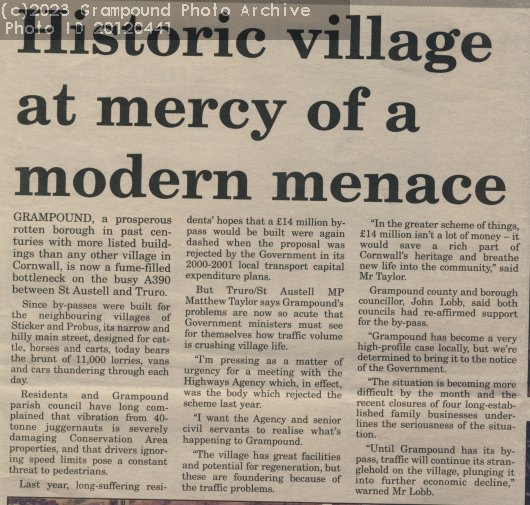 (c)2023 Grampound Photo Archive
Photo ID 20120441
Historic village
at mercy of a
modern menace
GRAMPOUND, a prosperous
rotten borough in past cen-
turies with more listed build-
ings than any other village in
Cornwall, is now a fume-filled
bottleneck on the busy A390
between St Austell and Truro.
Since by-passes were built for
the neighbouring villages of
Sticker and Probus, its narrow and
hilly main street, designed for cat-
tle, horses and carts, today bears
the brunt of 11,000 lorries, vans
and cars thundering through each
day.
Residents and Grampound
parish council have long com-
plained that vibration from 40-
tonne juggernauts is severely
damaging Conservation Area
properties, and that drivers ignor-
ing speed limits pose a constant
threat to pedestrians.
Last year, long-suffering resi-
dents' hopes that a £14 million by-
pass would be built were again
dashed when the proposal was
rejected by the Government in its
2000-2001 local transport capital
expenditure plans.
But Truro/St Austell MP
Matthew Taylor says Grampound's
problems are now so acute that
Government ministers must see
for themselves how traffic volume
is crushing village life.
"I'm pressing as a matter of
urgency for a meeting with the
Highways Agency which, in effect,
was the body which rejected the
scheme last year.
"I want the Agency and senior
civil servants to realise what's
happening to Grampound.
"The village has great facilities
and potential for regeneration, but
these are foundering because of
the traffic problems.
"In the greater scheme of things,
£14 million isn't a lot of money – it
would save a rich part of
Cornwall's heritage and breathe
new life into the community," said
Mr Taylor.
Grampound county and borough
councillor, John Lobb, said both
councils had re-affirmed support
for the by-pass.
"Grampound has become a very
high-profile case locally, but we're
determined to bring it to the notice
of the Government.
"The situation is becoming more
difficult by the month and the
recent closures of four long-estab-
lished family businesses under-
lines the seriousness of the situa-
tion.
"Until Grampound has its by-
pass, traffic will continue its stran-
glehold on the village, plunging it
into further economic decline,"
warned Mr Lobb.